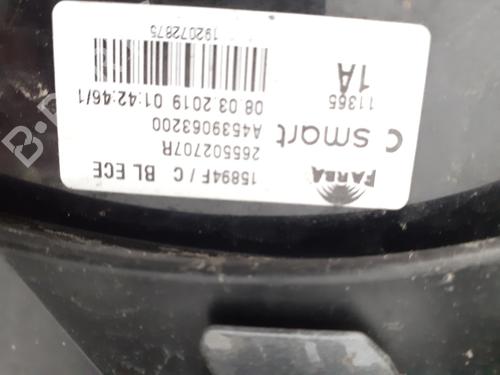 FARBA
15894F / C BL ECE
265502707R
smart
A4539063200
08 03 2019 01:42:46/1
11365
1A
192072875